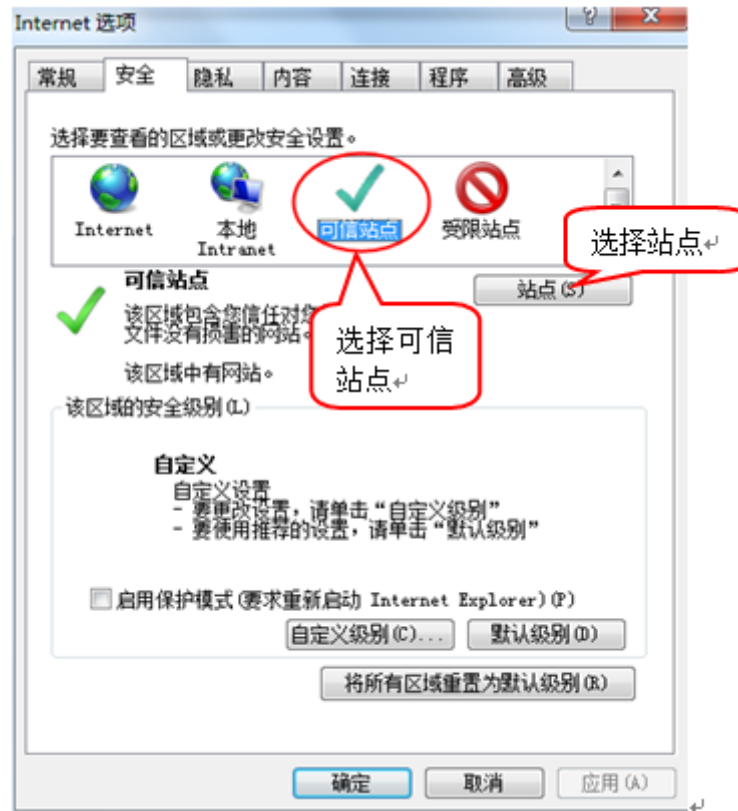 Internet 选项
常规 安全 隐私 内容 连接 程序 高级
选择要查看的区域或更改安全设置。
Internet
本地
Intranet
可信站点
受限站点
选择站点
可信站点
站点(S)
该区域包含您信任对您
文件没有损害的网站。
选择可信
站点
该区域中有网站。
该区域的安全级别(L)
自定义
自定义设置
- 要更改设置，请单击“自定义级别”
- 要使用推荐的设置，请单击“默认级别”
启用保护模式(要求重新启动 Internet Explorer)(P)
自定义级别(C)... 默认级别(D)
将所有区域重置为默认级别(R)
确定 取消 应用(A)